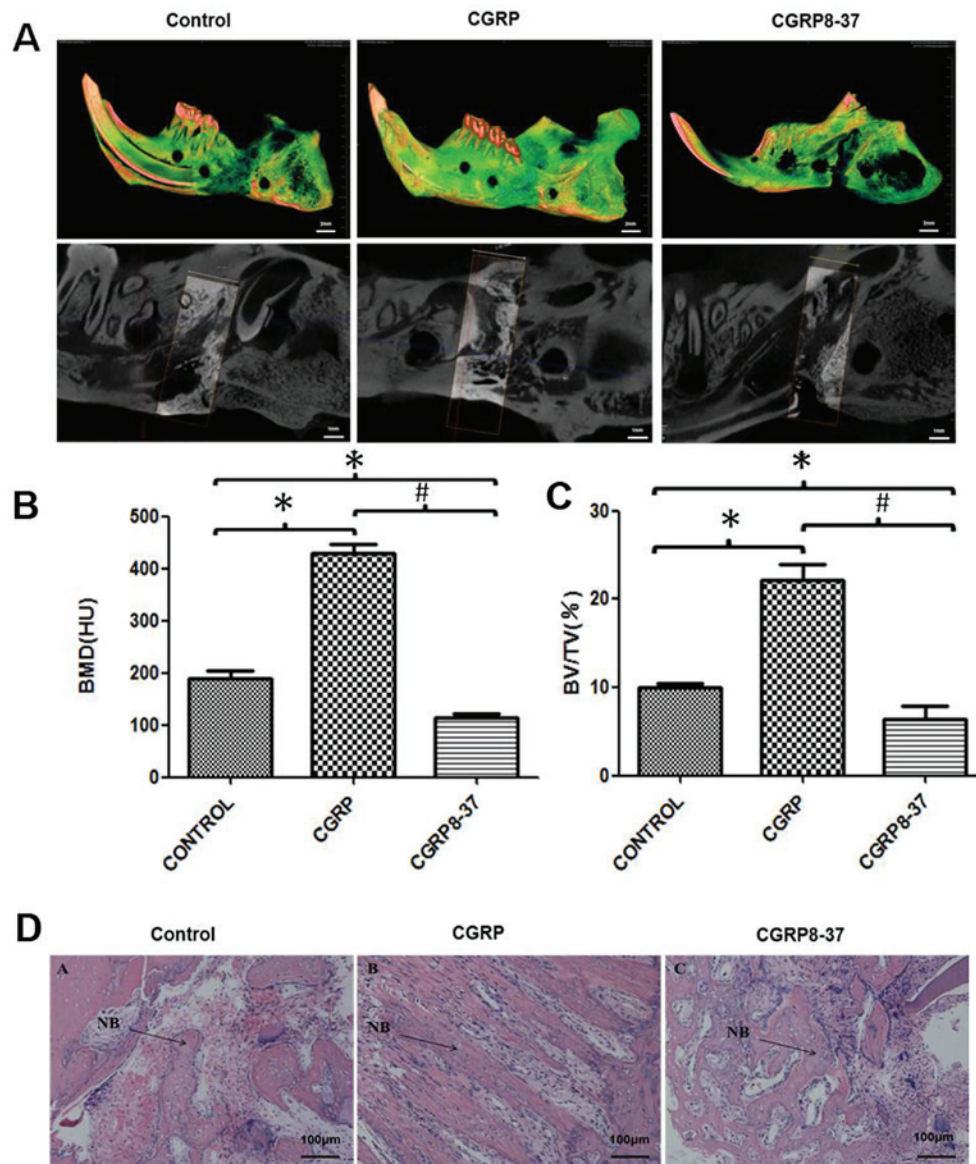 Control CGRP CGRP8-37
A
2mm 2mm 2mm
1mm 1mm 1mm
B
C
* * #
* * #
BMD(HU)
500
400
300
200
100
0
CONTROL CGRP CGRP8-37
BV/TV(%)
30
20
10
0
CONTROL CGRP CGRP8-37
D
Control CGRP CGRP8-37
A B C
NB NB NB
100μm 100μm 100μm